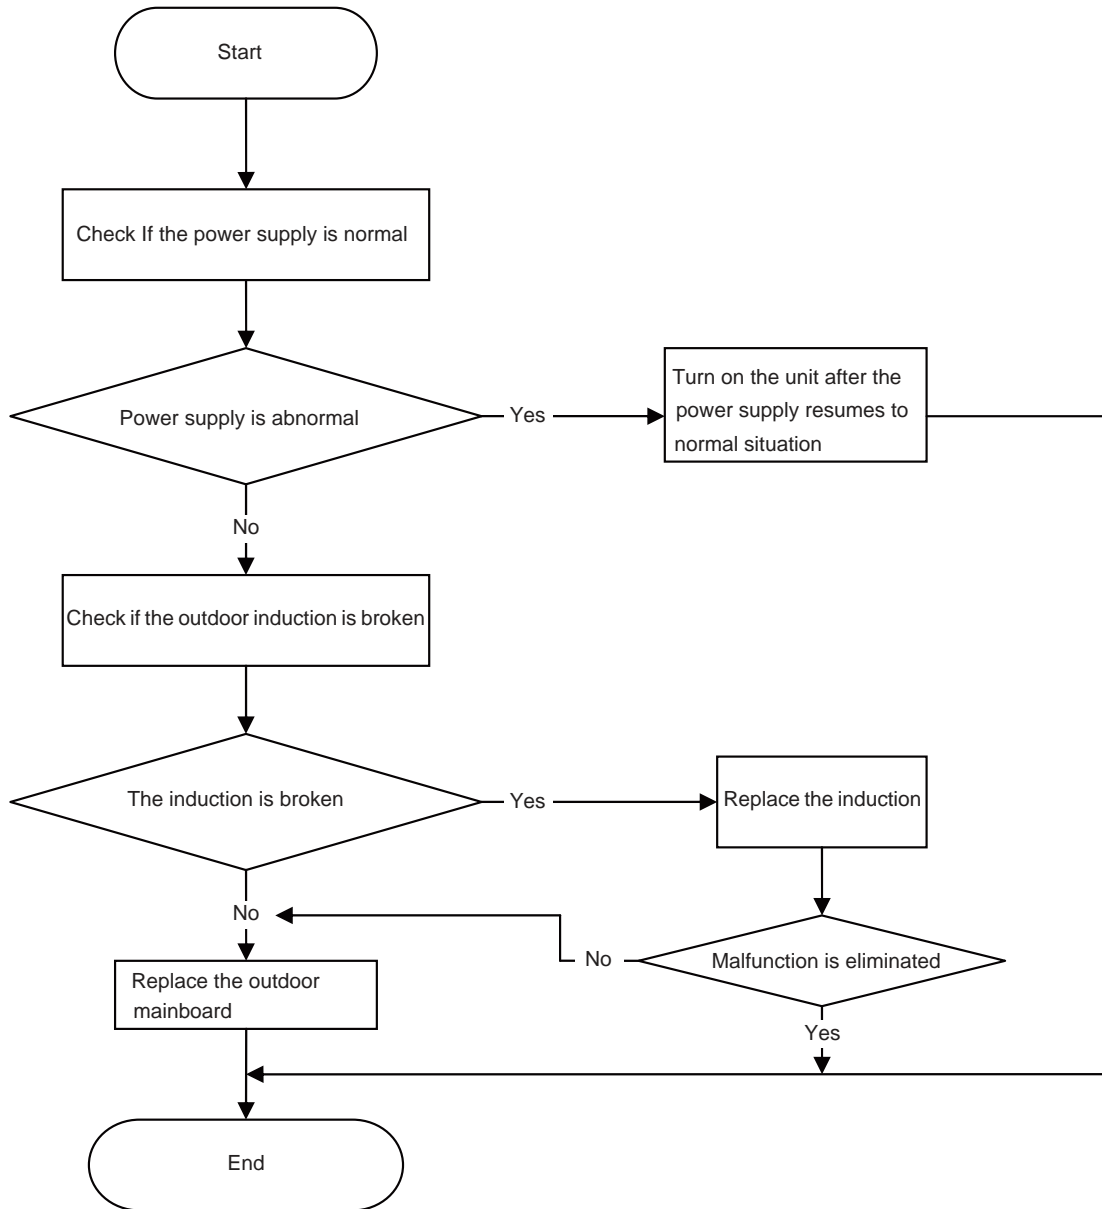 Start
Check If the power supply is normal
Power supply is abnormal
Yes
Turn on the unit after the
power supply resumes to
normal situation
No
Check if the outdoor induction is broken
The induction is broken
Yes
Replace the induction
No
No
Malfunction is eliminated
Replace the outdoor
mainboard
Yes
End